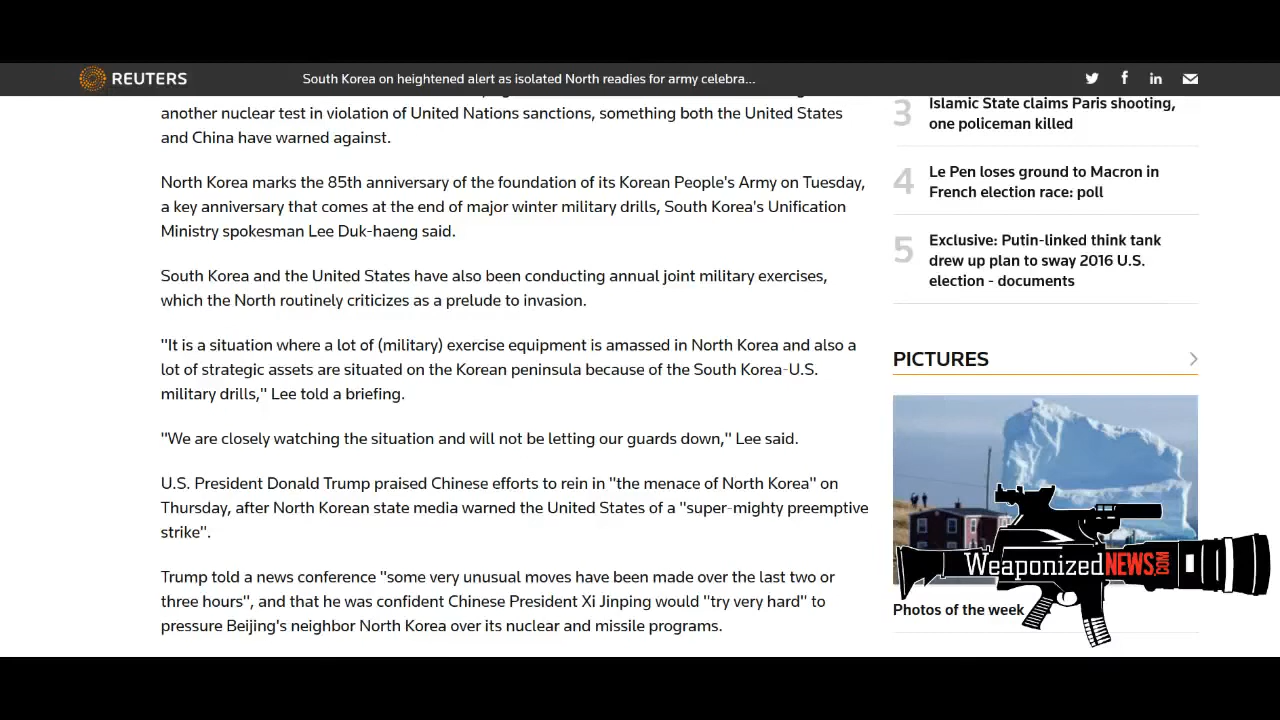 REUTERS
South Korea on heightened alert as isolated North readies for army celebra...
another nuclear test in violation of United Nations sanctions, something both the United States
and China have warned against.
North Korea marks the 85th anniversary of the foundation of its Korean People's Army on Tuesday,
a key anniversary that comes at the end of major winter military drills, South Korea's Unification
Ministry spokesman Lee Duk-haeng said.
South Korea and the United States have also been conducting annual joint military exercises,
which the North routinely criticizes as a prelude to invasion.
"It is a situation where a lot of (military) exercise equipment is amassed in North Korea and also a
lot of strategic assets are situated on the Korean peninsula because of the South Korea-U.S.
military drills," Lee told a briefing.
"We are closely watching the situation and will not be letting our guards down," Lee said.
U.S. President Donald Trump praised Chinese efforts to rein in "the menace of North Korea" on
Thursday, after North Korean state media warned the United States of a "super-mighty preemptive
strike".
Trump told a news conference "some very unusual moves have been made over the last two or
three hours", and that he was confident Chinese President Xi Jinping would "try very hard" to
pressure Beijing's neighbor North Korea over its nuclear and missile programs.
3
Islamic State claims Paris shooting,
one policeman killed
4
Le Pen loses ground to Macron in
French election race: poll
5
Exclusive: Putin-linked think tank
drew up plan to sway 2016 U.S.
election - documents
PICTURES
WeaponizedNEWS.COM
Photos of the week